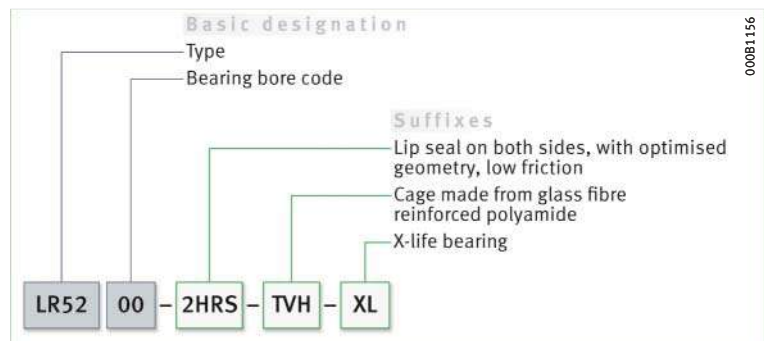 Basic designation
Type
Bearing bore code
Suffixes
Lip seal on both sides, with optimised
geometry, low friction
Cage made from glass fibre
reinforced polyamide
X-life bearing
LR52 00 – 2HRS – TVH – XL
000B1156